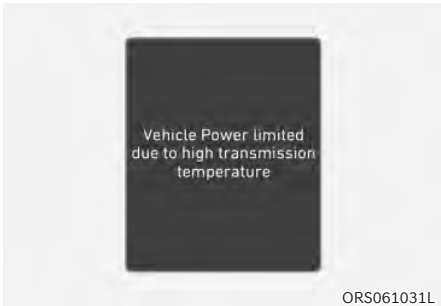 Vehicle Power limited
due to high transmission
temperature
ORS061031L